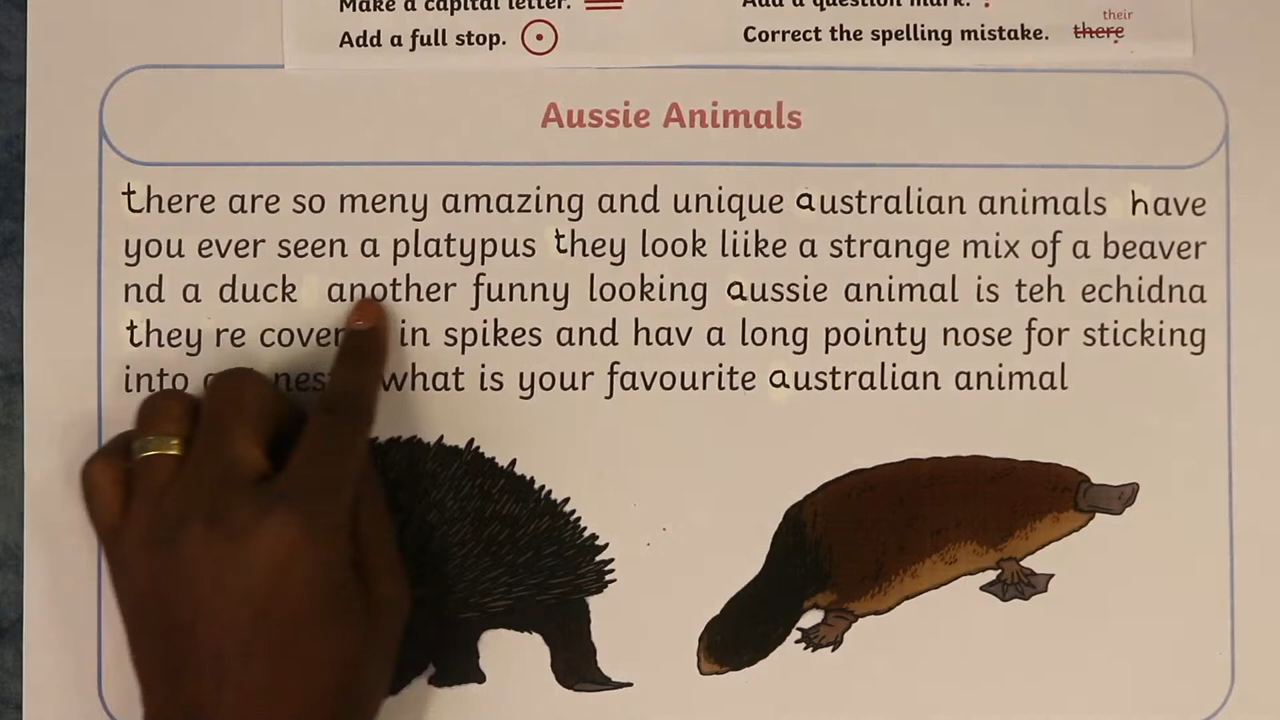 Make a capital letter.
Add a full stop.
Add a question mark. ?
their
Correct the spelling mistake. there
Aussie Animals
there are so meny amazing and unique australian animals have
you ever seen a platypus they look liike a strange mix of a beaver
nd a duck another funny looking aussie animal is teh echidna
they re in spikes and hav a long pointy nose for sticking
into what is your favourite australian animal